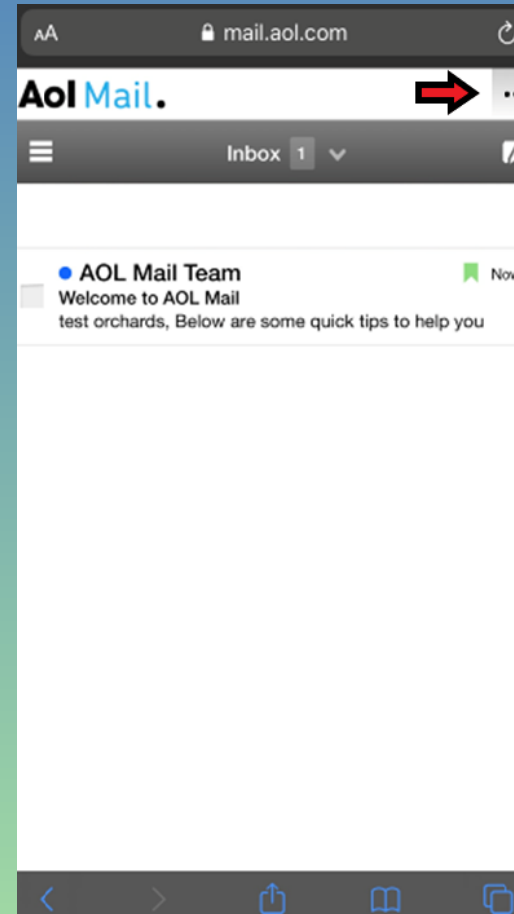 AA mail.aol.com
Aol Mail.
Inbox 1
AOL Mail Team
Welcome to AOL Mail
test orchards, Below are some quick tips to help you